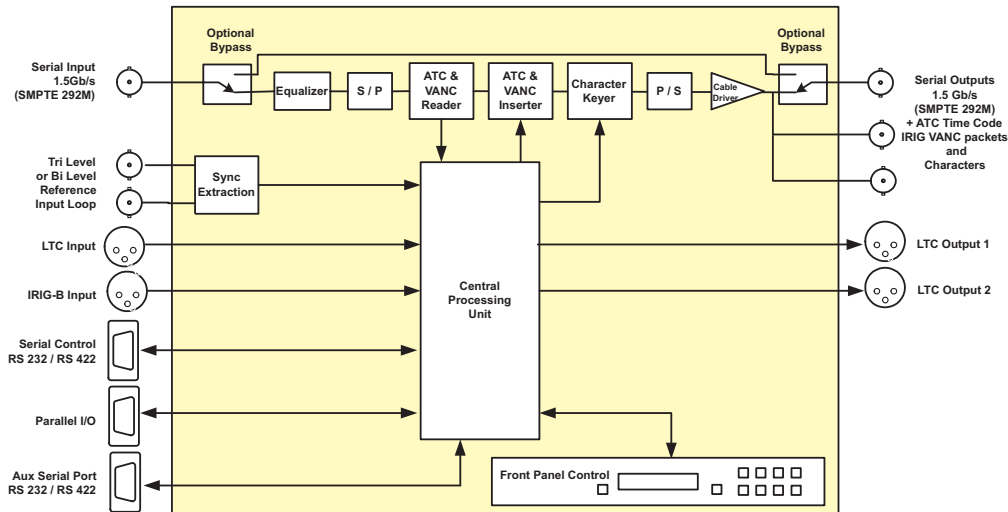 Optional
Bypass
Optional
Bypass
Serial Input
1.5Gb/s
(SMPTE 292M)
Equalizer
S / P
ATC &
VANC
Reader
ATC &
VANC
Inserter
Character
Keyer
P / S
Cable
Driver
Serial Outputs
1.5 Gb/s
(SMPTE 292M)
+ ATC Time Code
IRIG VANC packets
and
Characters
Tri Level
or Bi Level
Reference
Input Loop
Sync
Extraction
LTC Input
LTC Output 1
IRIG-B Input
Central
Processing
Unit
LTC Output 2
Serial Control
RS 232 / RS 422
Parallel I/O
Aux Serial Port
RS 232 / RS 422
Front Panel Control